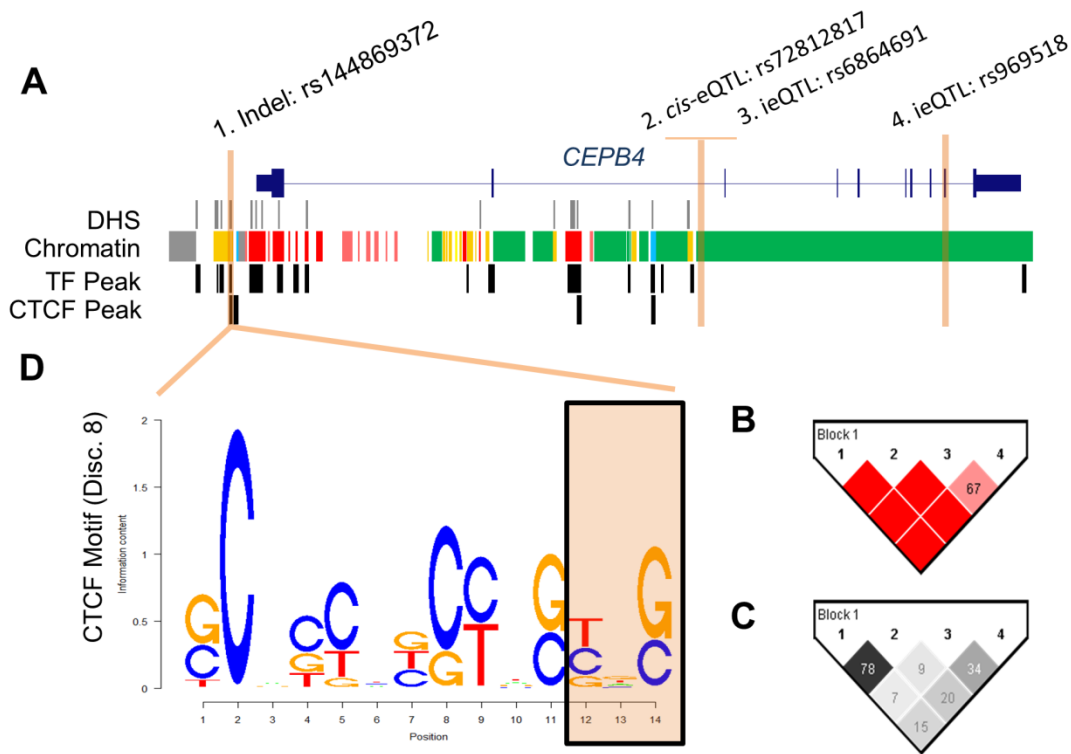 A
1. Indel: rs144869372
2. cis-eQTL: rs72812817
3. ieQTL: rs6864691
4. ieQTL: rs969518
CEPB4
DHS
Chromatin
TF Peak
CTCF Peak
D
CTCF Motif (Disc. 8)
Information content
2
1.5
1
0.5
0
G C T
C
C G T
C T G
G T C
C G
C T
G C
T C G
G C
1 2 3 4 5 6 7 8 9 10 11 12 13 14
Position
B
Block 1
1 2 3 4
67
C
Block 1
1 2 3 4
78 9 34
7 20
15